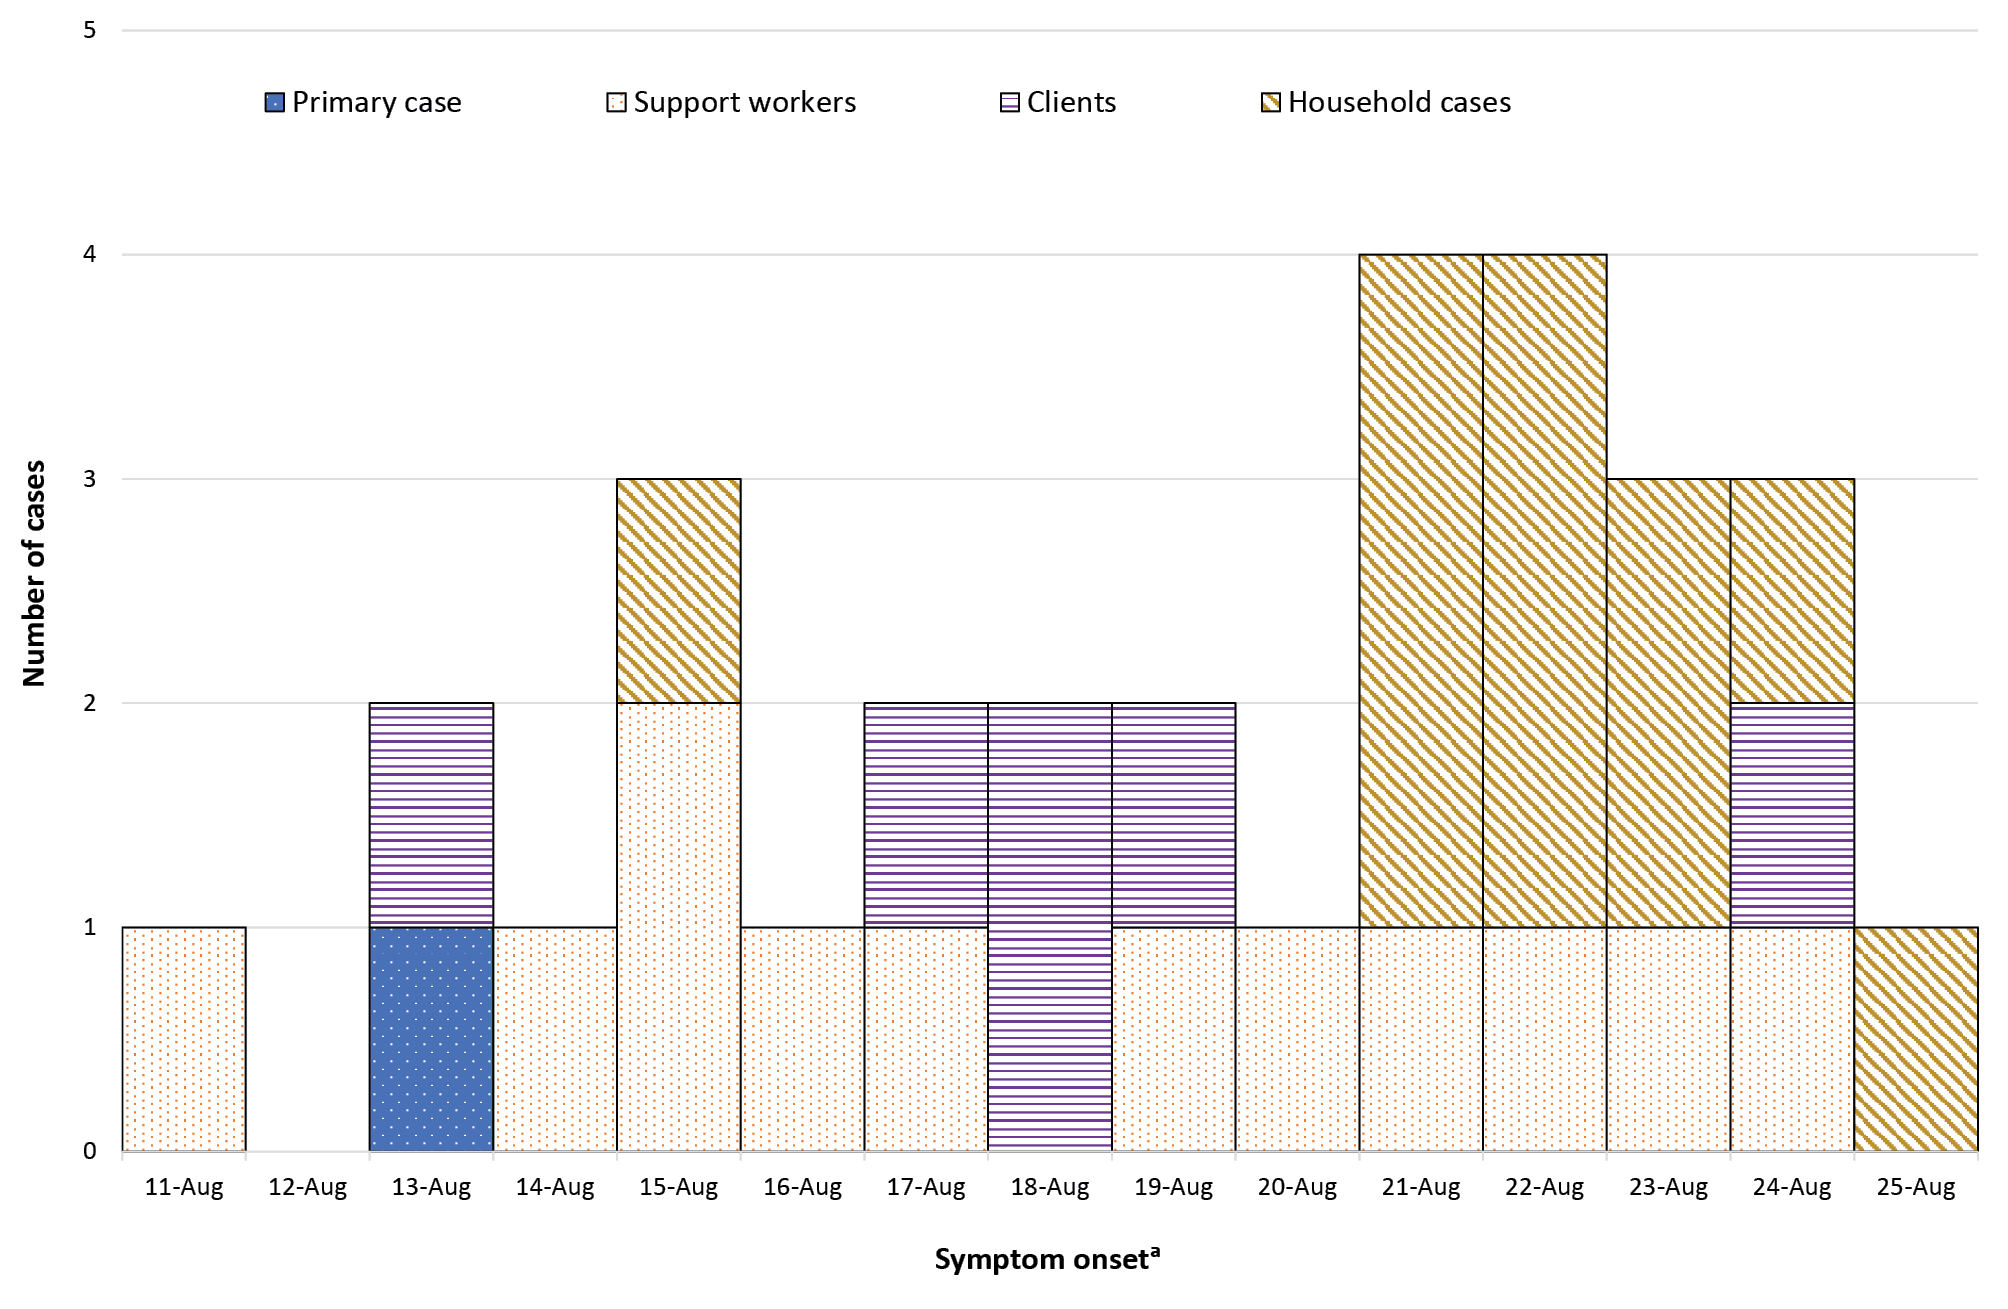 5
Primary case Support workers Clients Household cases
4
3
2
1
0
Number of cases
11-Aug 12-Aug 13-Aug 14-Aug 15-Aug 16-Aug 17-Aug 18-Aug 19-Aug 20-Aug 21-Aug 22-Aug 23-Aug 24-Aug 25-Aug
Symptom onsetᵃ